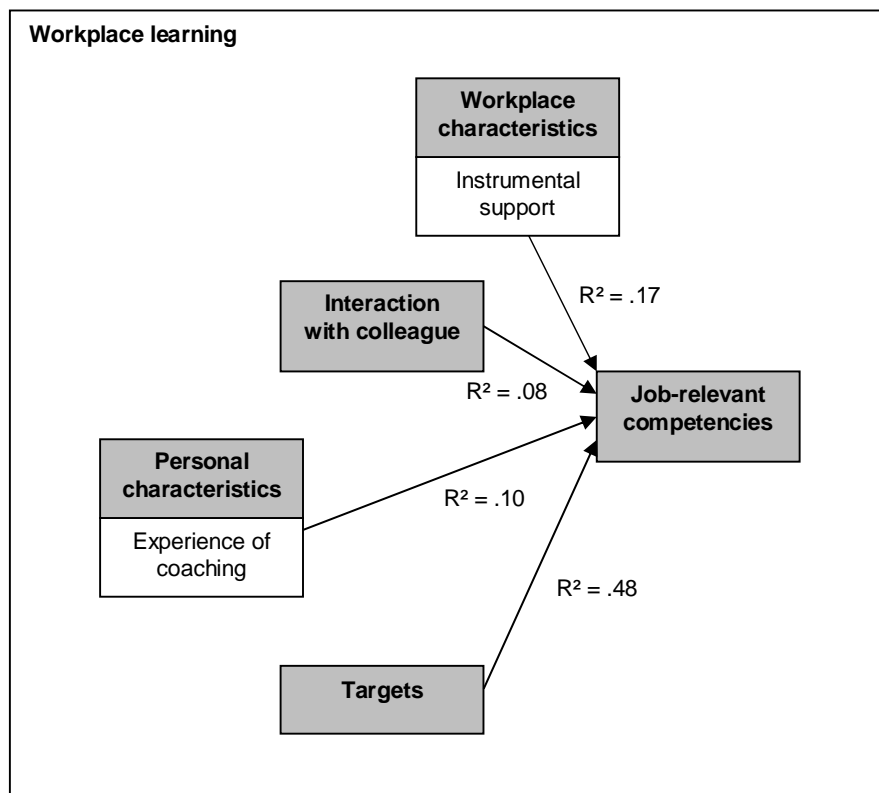 Workplace learning
Workplace
characteristics
Instrumental
support
R² = .17
Interaction
with colleague
R² = .08
Job-relevant
competencies
Personal
characteristics
Experience of
coaching
R² = .10
R² = .48
Targets